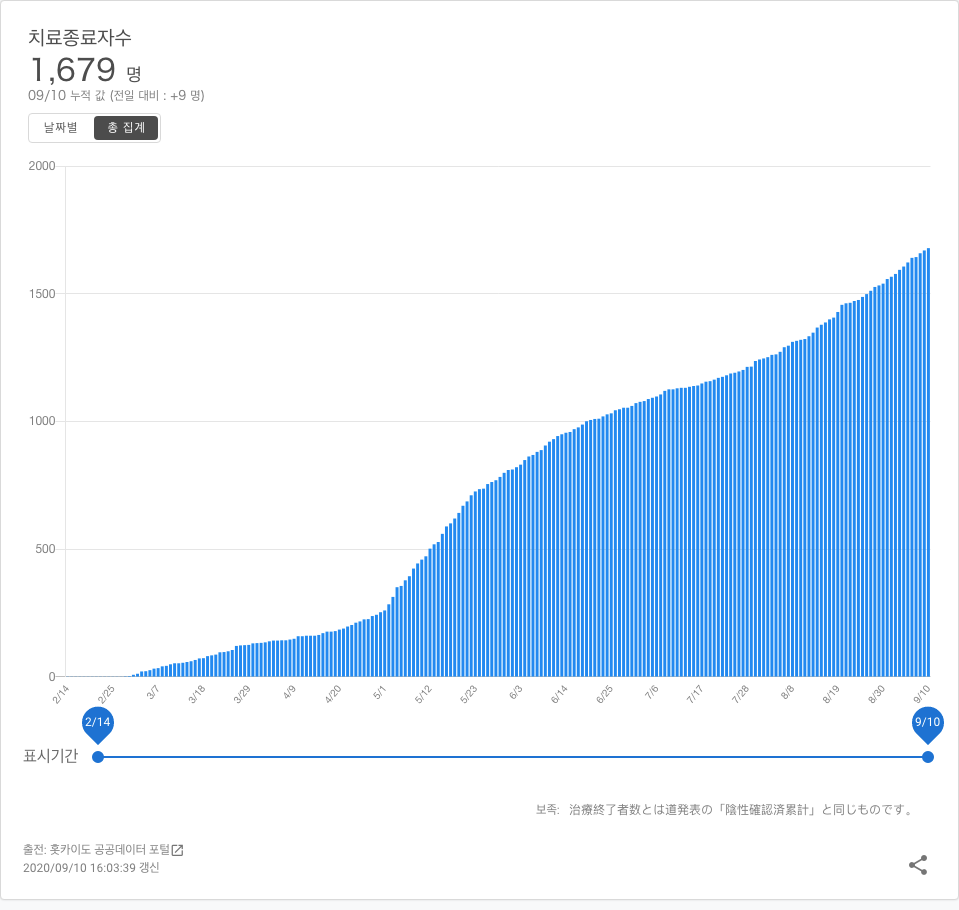 치료종료자수
1,679 명
09/10 누적 값 (전일 대비 : +9 명)
날짜별 총 집계
2000
1500
1000
500
0
2/14 2/25 3/7 3/18 3/29 4/9 4/20 5/1 5/12 5/23 6/3 6/14 6/25 7/6 7/17 7/28 8/8 8/19 8/30 9/10
2/14 9/10
표시기간
보족: 治療終了者数とは道発表の「陰性確認済累計」と同じものです。
출전: 홋카이도 공공데이터 포털
2020/09/10 16:03:39 갱신